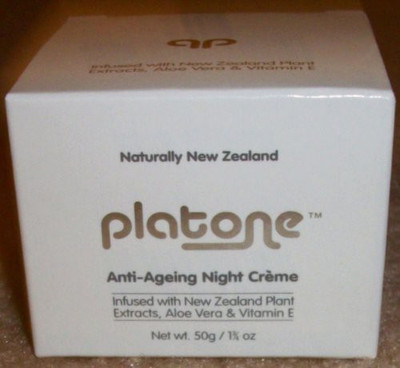 Infused with New Zealand Plant
Extracts, Aloe Vera & Vitamin E
Naturally New Zealand
platone™
Anti-Ageing Night Crème
Infused with New Zealand Plant
Extracts, Aloe Vera & Vitamin E
Net wt. 50g / 1¾ oz